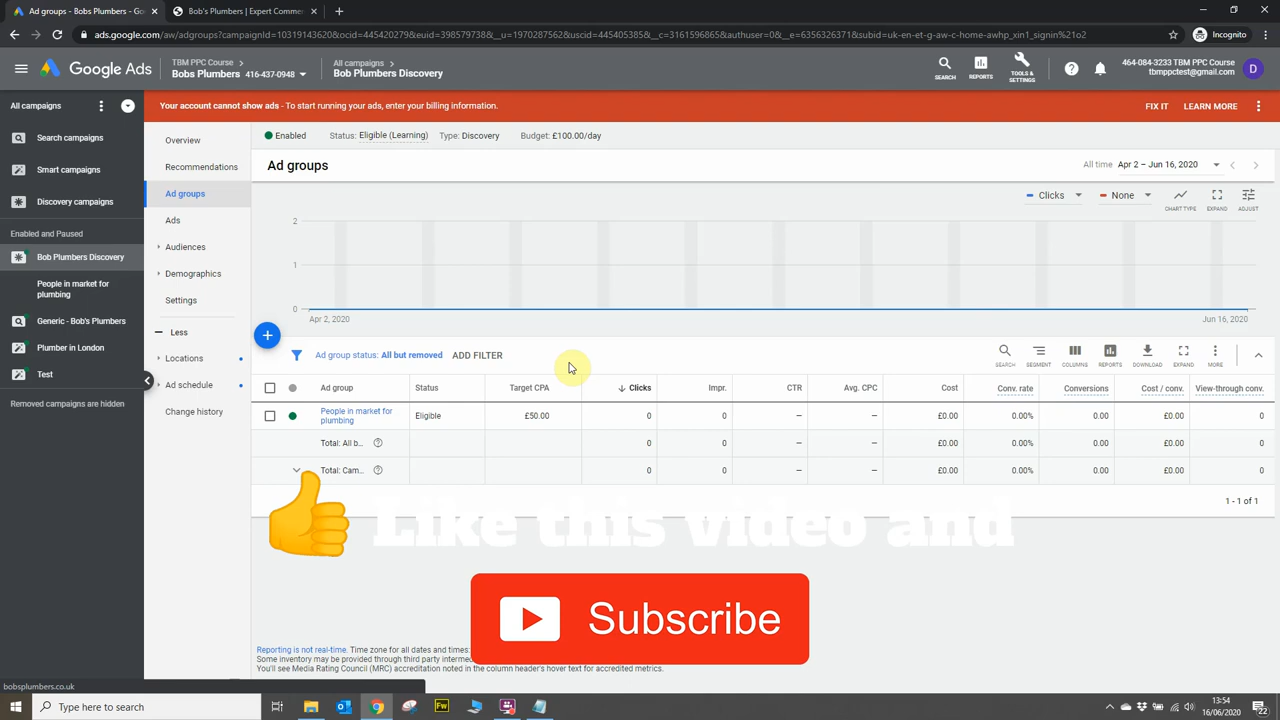 Ad groups - Bob Plumbers - Disco
Bob's Plumbers | Emergency Com
ads.google.com/aw/adgroups?campaignId=10319143620&ocid=445420279&euid=398579738&__u=1970287562&uscid=445405385&__c=3161596865&authuser=0&__e=6356326371&subid=uk-en-et-g-aw-c-home-awhp_xin1_signin%21o2
Incognito
Google Ads
TBM PPC Course
Bobs Plumbers 416-437-0948
All campaigns
Bob Plumbers Discovery
SEARCH
REPORTS
TOOLS &
SETTINGS
464-084-3233 TBM PPC Course
tbmppctest@gmail.com
D
All campaigns
Your account cannot show ads - To start running your ads, enter your billing information.
FIX IT
LEARN MORE
Search campaigns
Smart campaigns
Discovery campaigns
Enabled and Paused
Bob Plumbers Discovery
People in market for
plumbing
Generic - Bob's Plumbers
Plumber in London
Test
Removed campaigns are hidden
Overview
Recommendations
Ad groups
Ads
Audiences
Demographics
Settings
Less
Locations
Ad schedule
Change history
Enabled
Status: Eligible (Learning)
Type: Discovery
Budget: £100.00/day
Ad groups
All time
Apr 2 – Jun 16, 2020
Clicks
None
CHART TYPE
EXPAND
ADJUST
2
1
0
Apr 2, 2020
Jun 16, 2020
Ad group status: All but removed
ADD FILTER
SEARCH
SEGMENT
COLUMNS
REPORTS
DOWNLOAD
EXPAND
MORE
Ad group
Status
Target CPA
Clicks
Impr.
CTR
Avg. CPC
Cost
Conv. rate
Conversions
Cost / conv.
View-through conv.
People in market for
plumbing
Eligible
£50.00
0
0
—
—
£0.00
0.00%
0.00
£0.00
0
Total: All b...
0
0
—
—
£0.00
0.00%
0.00
£0.00
0
Total: Cam...
0
0
—
—
£0.00
0.00%
0.00
£0.00
0
1 - 1 of 1
Like this video and
Subscribe
Reporting is not real-time. Time zone for all dates and times:
Some inventory may be provided through third party intermed
You'll see Media Rating Council (MRC) accreditation noted in the column header's hover text for accredited metrics.
bobsplumbers.co.uk
Type here to search
Fw
13:54
16/06/2020
2